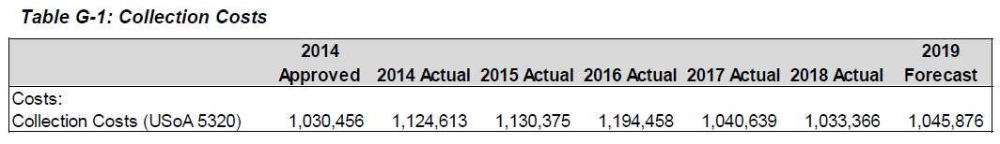 Table G-1: Collection Costs
2014 2019
Approved 2014 Actual 2015 Actual 2016 Actual 2017 Actual 2018 Actual Forecast
Costs:
Collection Costs (USoA 5320) 1,030,456 1,124,613 1,130,375 1,194,458 1,040,639 1,033,366 1,045,876